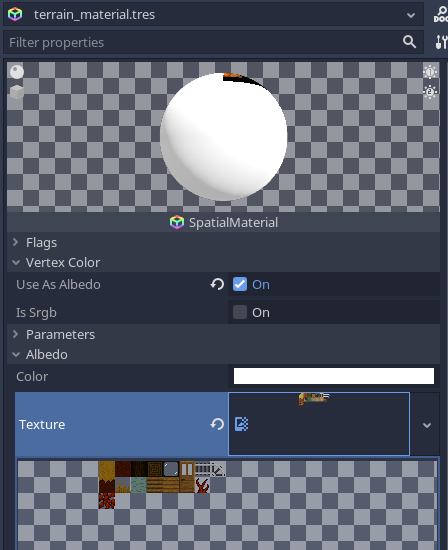 terrain_material.tres
Filter properties
SpatialMaterial
Flags
Vertex Color
Use As Albedo On
Is Srgb On
Parameters
Albedo
Color
Texture